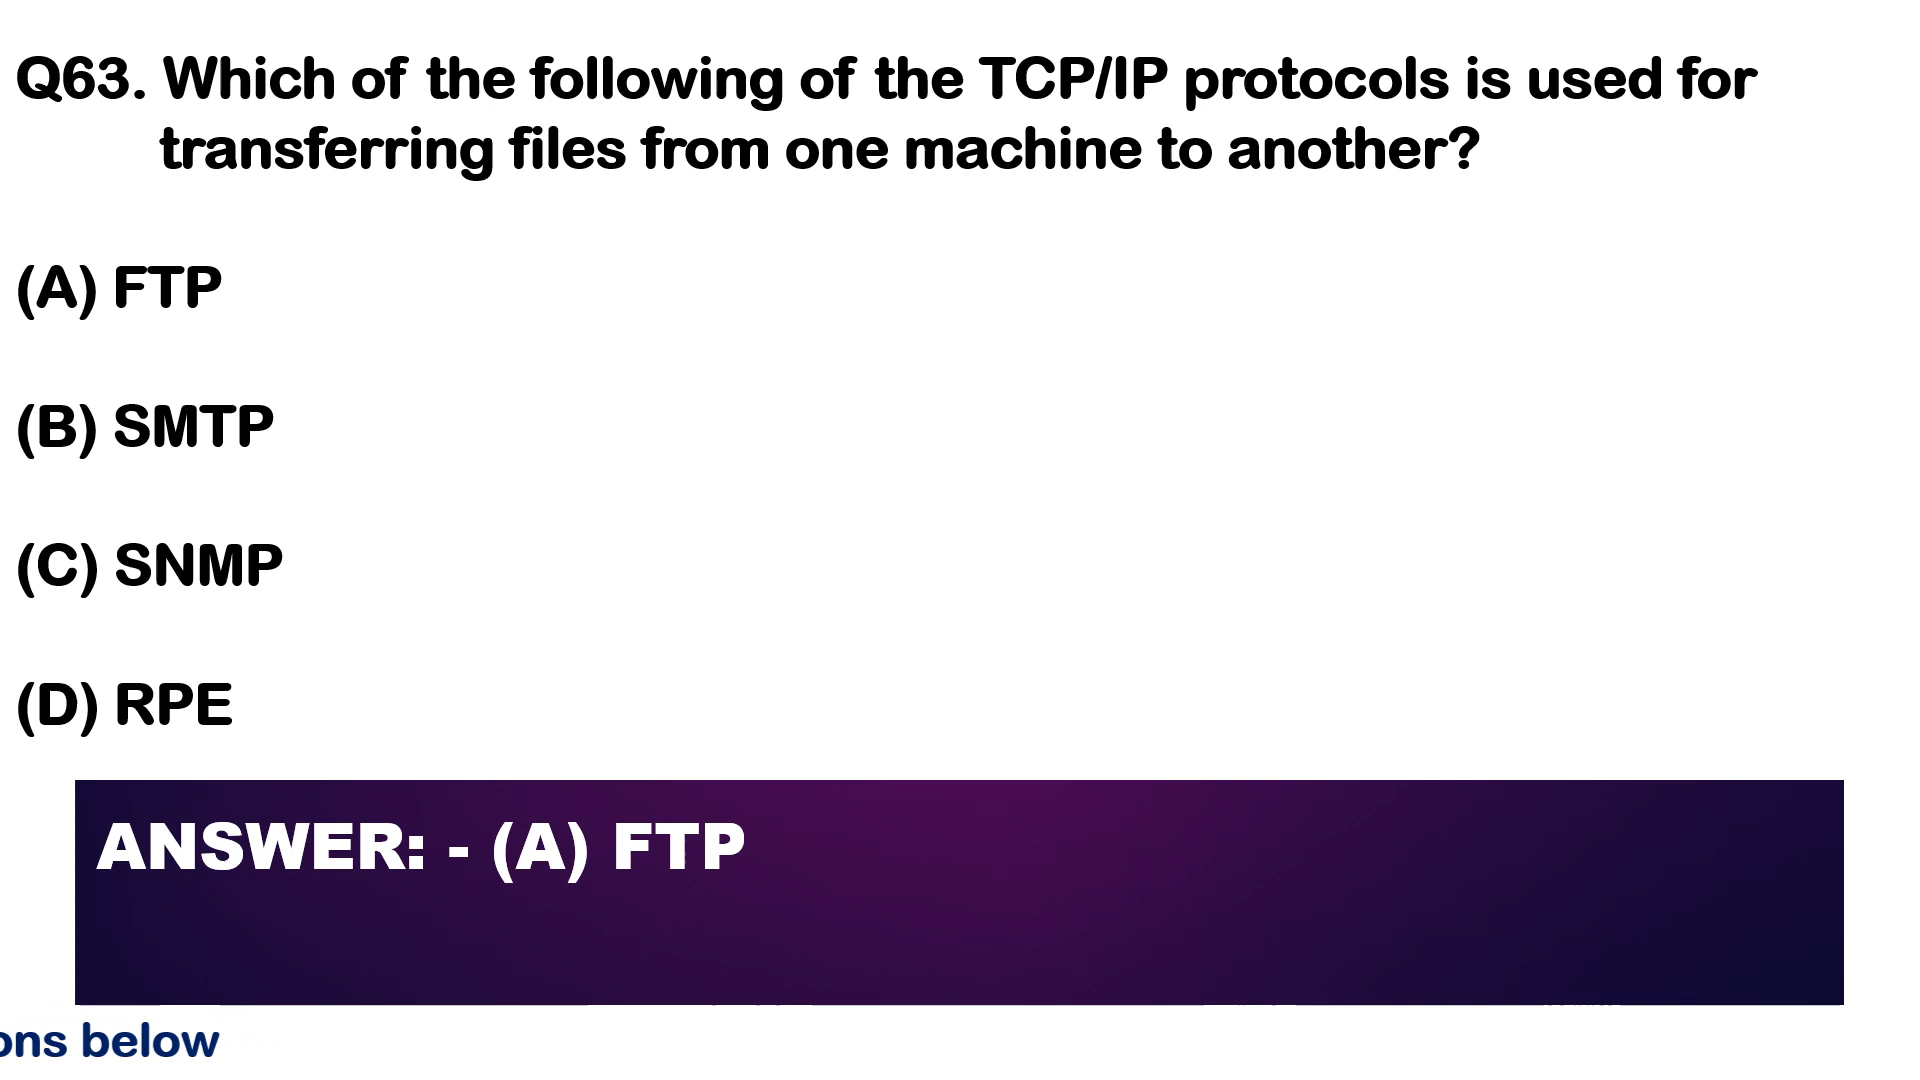 Q63. Which of the following of the TCP/IP protocols is used for
transferring files from one machine to another?
(A) FTP
(B) SMTP
(C) SNMP
(D) RPE
ANSWER: - (A) FTP
ons below